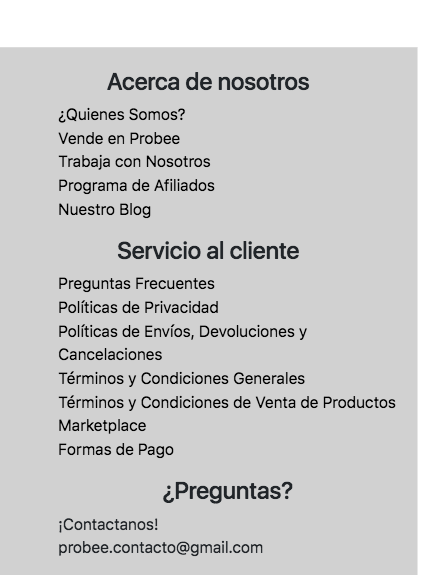 Acerca de nosotros
¿Quienes Somos?
Vende en Probee
Trabaja con Nosotros
Programa de Afiliados
Nuestro Blog
Servicio al cliente
Preguntas Frecuentes
Políticas de Privacidad
Políticas de Envíos, Devoluciones y
Cancelaciones
Términos y Condiciones Generales
Términos y Condiciones de Venta de Productos
Marketplace
Formas de Pago
¿Preguntas?
¡Contactanos!
probee.contacto@gmail.com